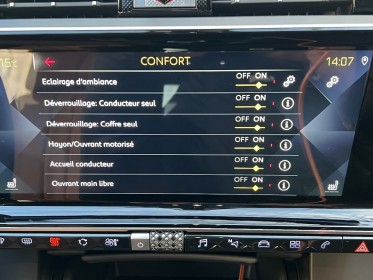 15°C CONFORT 14:07
Eclairage d'ambiance OFF ON
Déverrouillage: Conducteur seul OFF ON
Déverrouillage: Coffre seul OFF ON
Hayon/Ouvrant motorisé OFF ON
Accueil conducteur OFF ON
Ouvrant main libre OFF ON